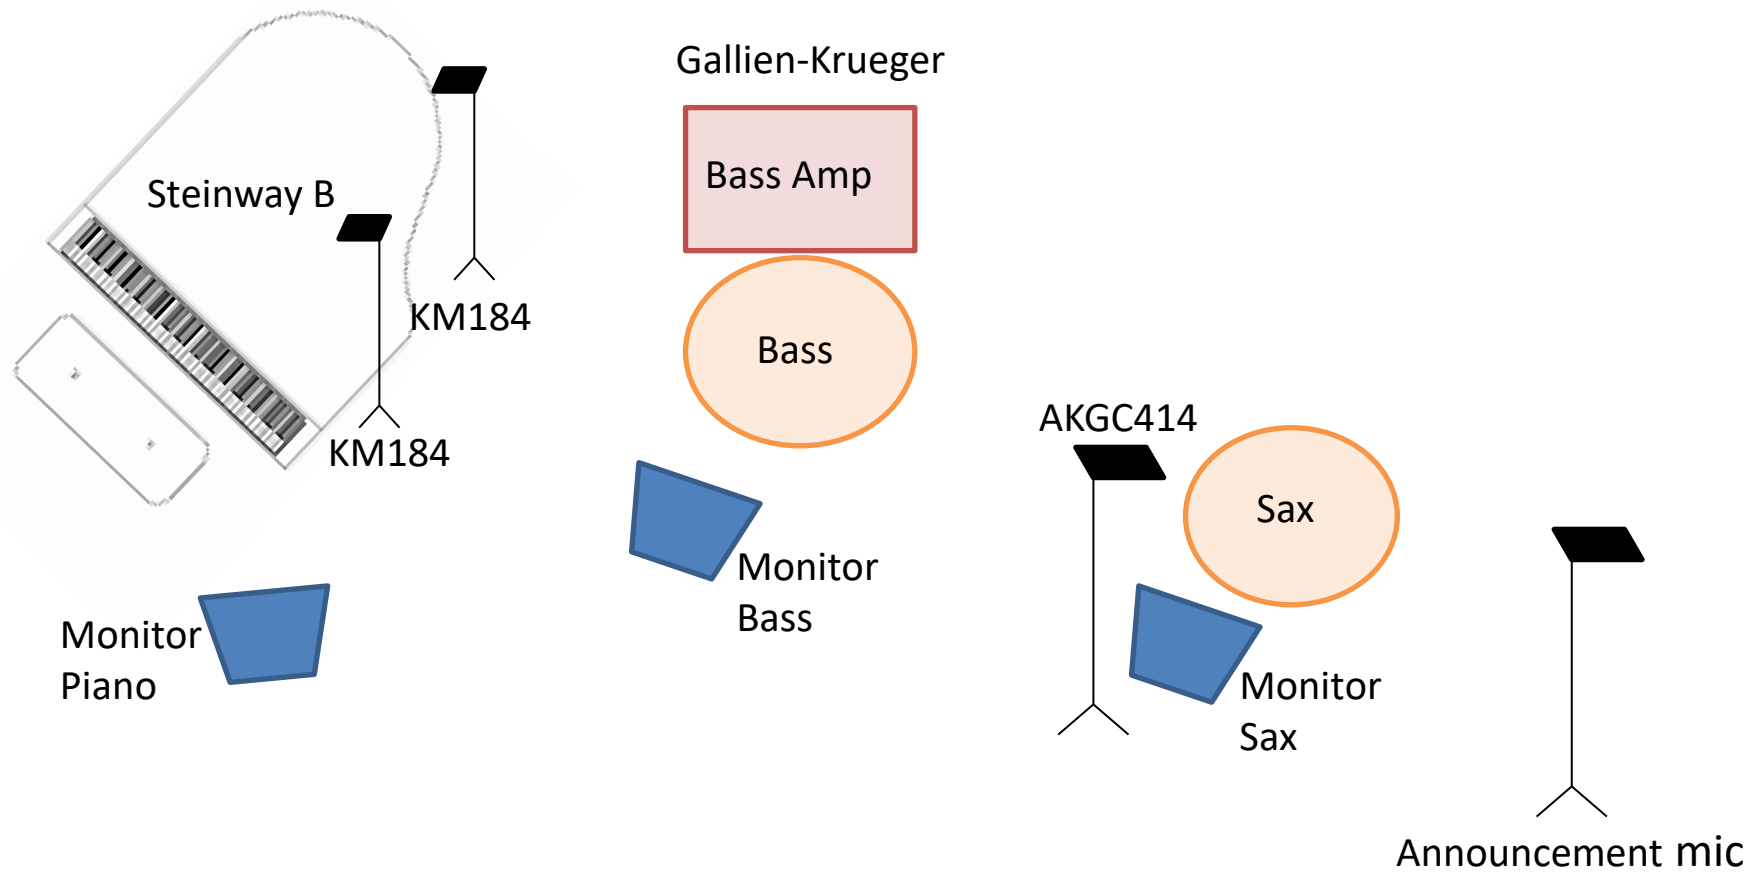 Gallien-Krueger
Steinway B
Bass Amp
KM184
Bass
KM184
AKGC414
Sax
Monitor
Bass
Monitor
Piano
Monitor
Sax
Announcement mic